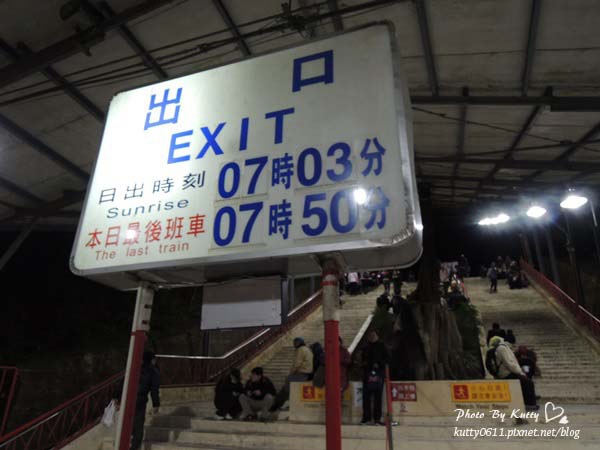 出口
EXIT
日出時刻 07時03分
Sunrise
本日最後班車 07時50分
The last train
Photo By Kutty
kutty0611.pixnet.net/blog